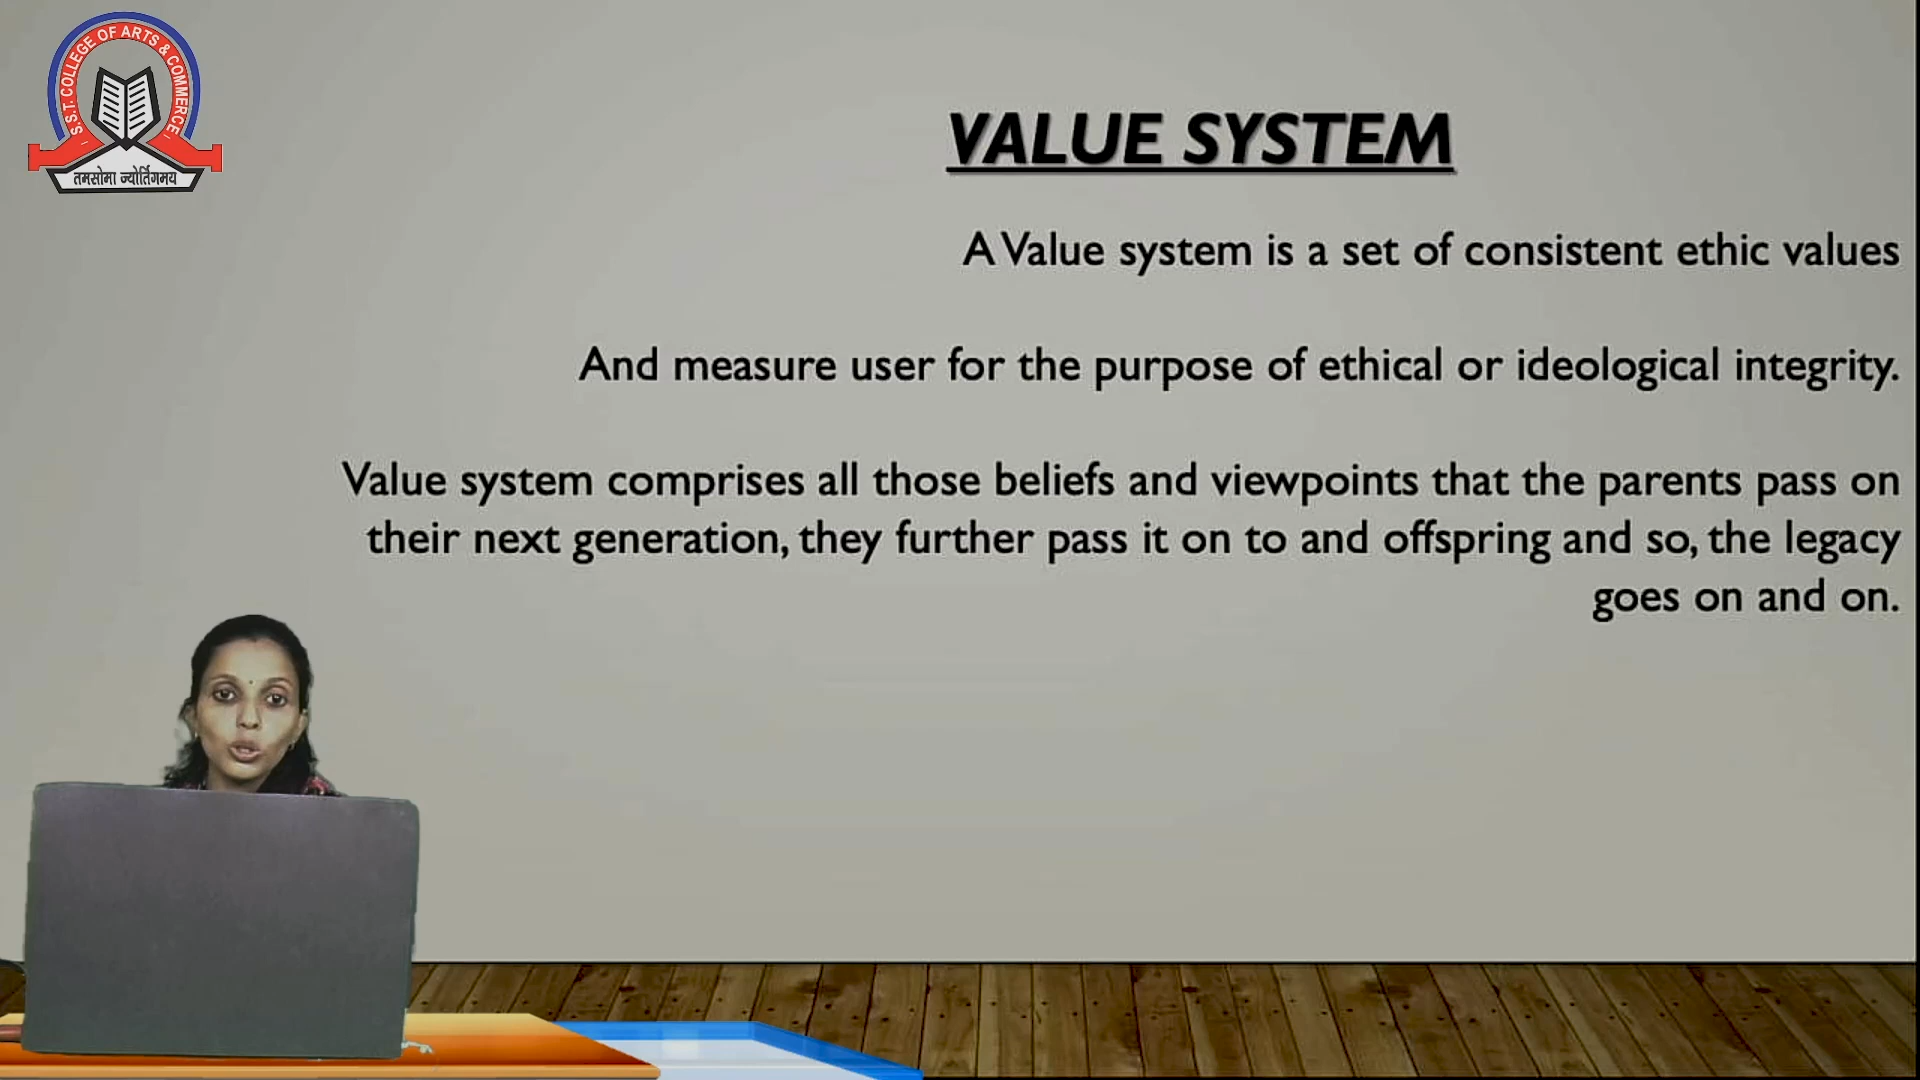 S.S.T. COLLEGE OF ARTS & COMMERCE
तमसोमा ज्योर्तिगमय
VALUE SYSTEM
A Value system is a set of consistent ethic values
And measure user for the purpose of ethical or ideological integrity.
Value system comprises all those beliefs and viewpoints that the parents pass on
their next generation, they further pass it on to and offspring and so, the legacy
goes on and on.